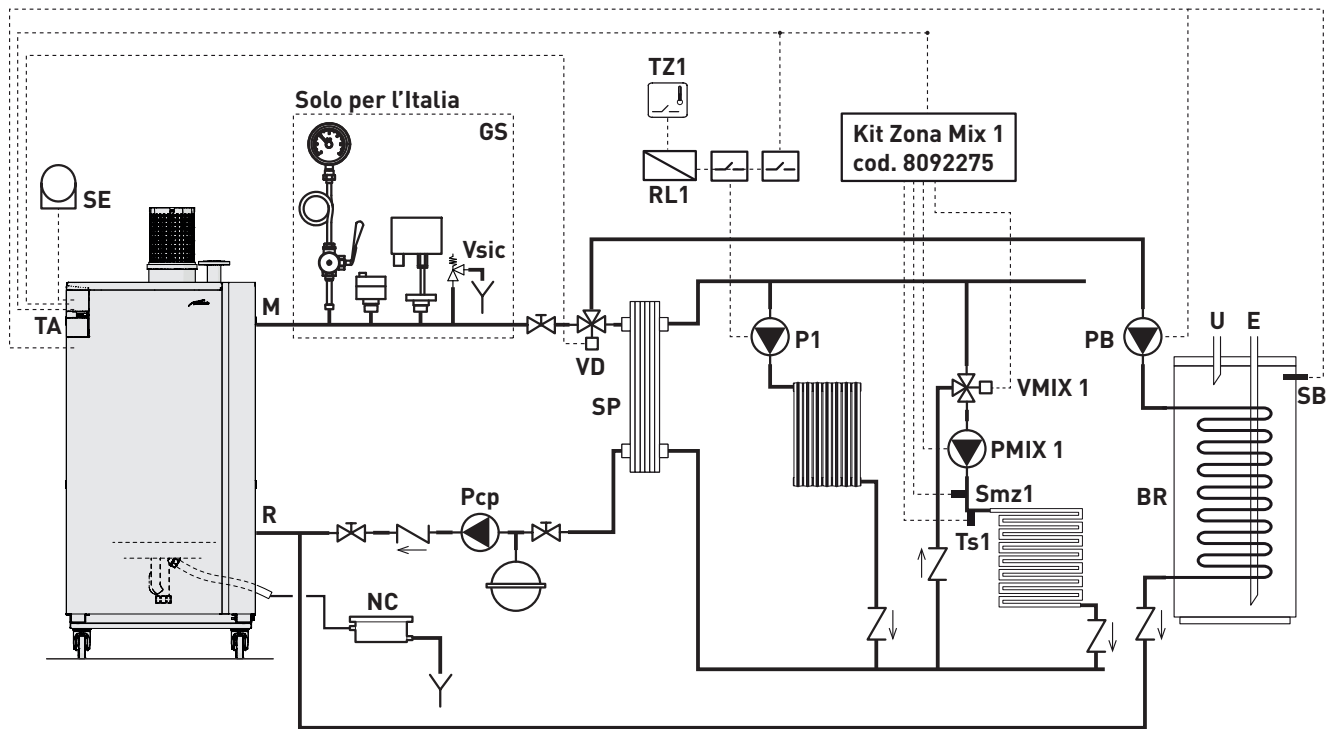 TZ1
Solo per l'Italia
GS
Kit Zona Mix 1
cod. 8092275
SE
RL1
Vsic
M
TA
VD
P1
PB
U
E
SP
VMIX 1
SB
PMIX 1
Pcp
Smz1
BR
R
Ts1
NC